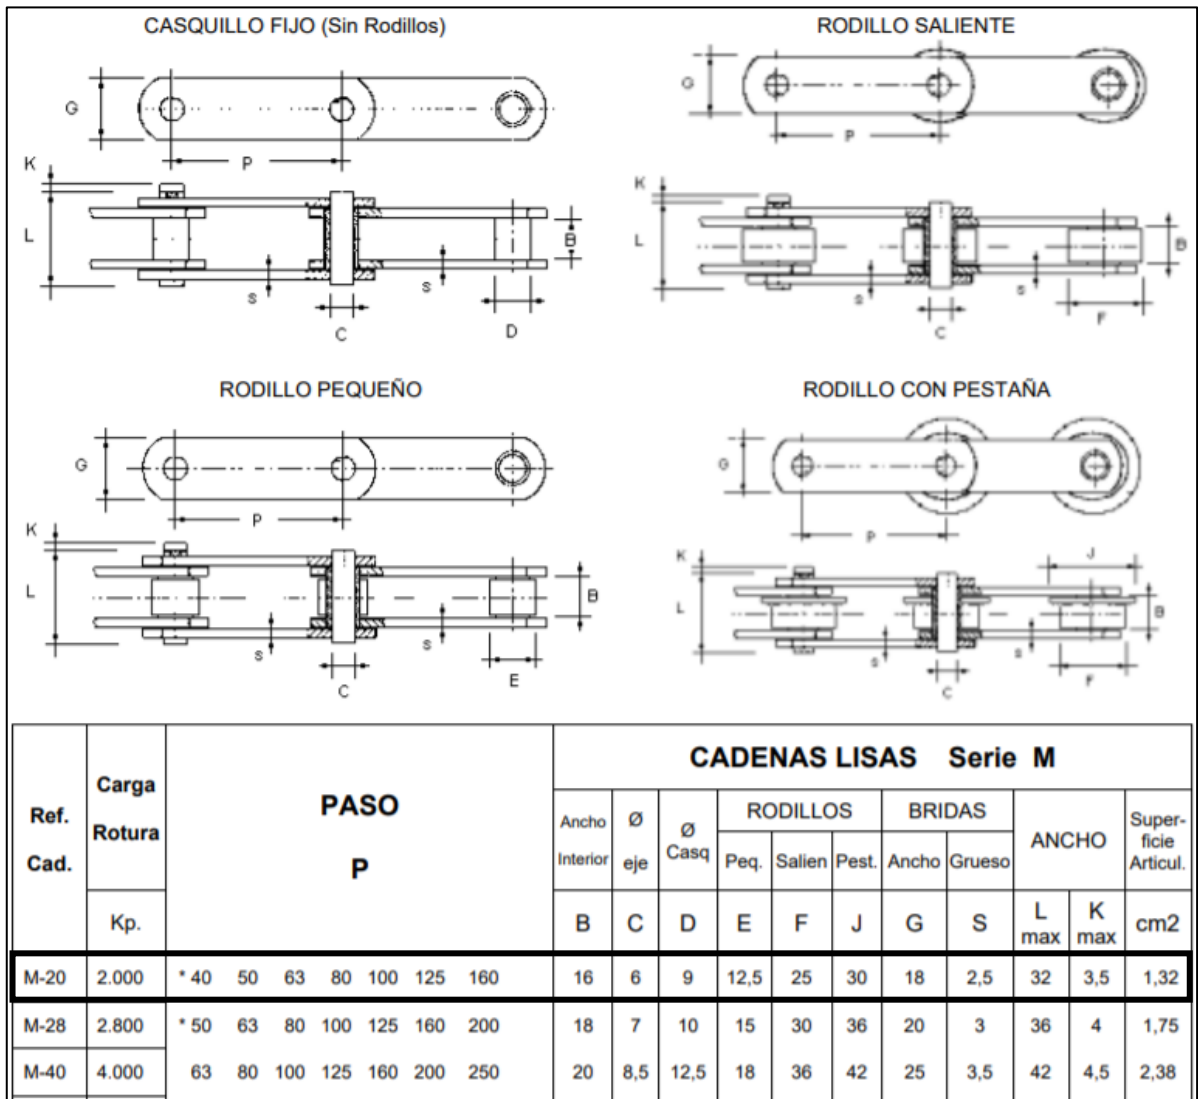 CASQUILLO FIJO (Sin Rodillos)
G
P
K
L
B
S
S
C
D
RODILLO SALIENTE
G
P
K
L
B
S
S
C
F
RODILLO PEQUEÑO
G
P
K
L
B
S
S
C
E
RODILLO CON PESTAÑA
G
P
K
J
L
B
S
S
C
F
CADENAS LISAS Serie M
Ref. Cad.
Carga Rotura
PASO
P
Ancho Interior
Ø eje
Ø Casq
RODILLOS
BRIDAS
ANCHO
Super-ficie Articul.
Peq. Salien Pest. Ancho Grueso
Kp. B C D E F J G S L max K max cm2
M-20 2.000 * 40 50 63 80 100 125 160 16 6 9 12,5 25 30 18 2,5 32 3,5 1,32
M-28 2.800 * 50 63 80 100 125 160 200 18 7 10 15 30 36 20 3 36 4 1,75
M-40 4.000 63 80 100 125 160 200 250 20 8,5 12,5 18 36 42 25 3,5 42 4,5 2,38